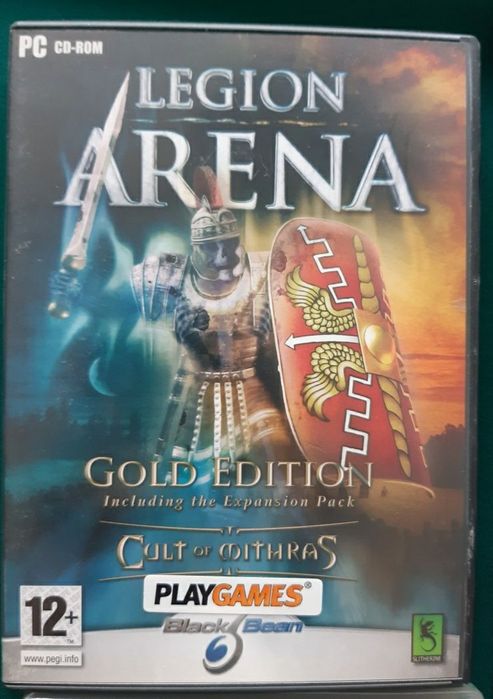 PC CD-ROM
LEGION
ARENA
GOLD EDITION
Including the Expansion Pack
CULT OF MITHRAS
PLAYGAMES®
Black Bean
12+
www.pegi.info
SLITHERINE